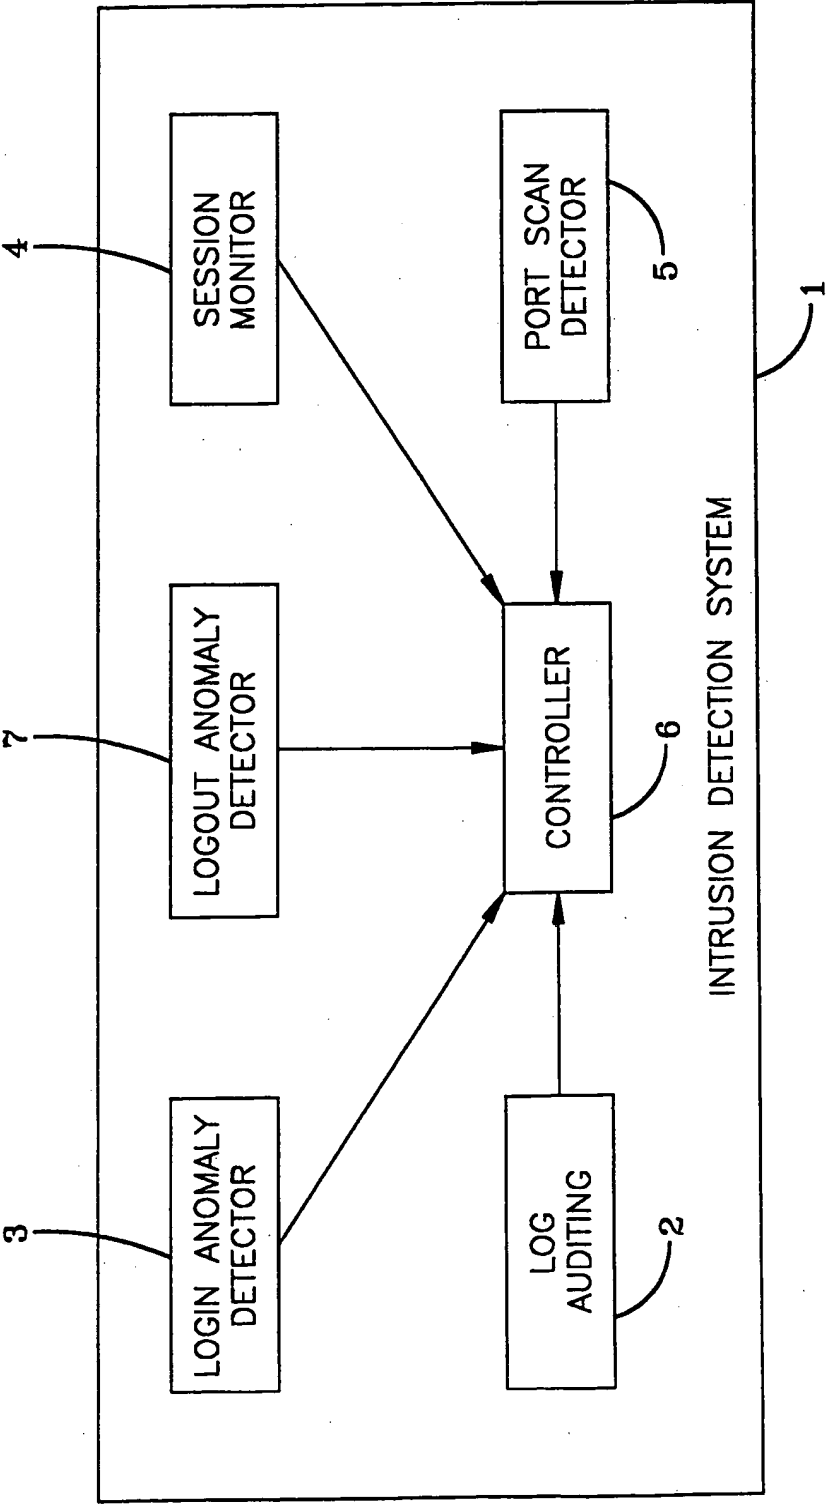 3
7
4
LOGIN ANOMALY
DETECTOR
LOGOUT ANOMALY
DETECTOR
SESSION
MONITOR
LOG
AUDITING
2
CONTROLLER
6
PORT SCAN
DETECTOR
5
INTRUSION DETECTION SYSTEM
1